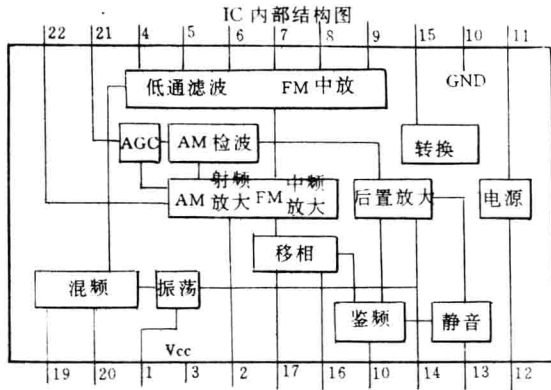 IC 内部结构图
22 21 4 5 6 7 8 9 15 10 11
GND
低通滤波 FM 中放
AGC AM 检波 转换
AM 射频放大 FM 中频放大 后置放大 电源
移相
混频 振荡
鉴频 静音
Vcc
19 20 1 3 2 17 16 10 14 13 12